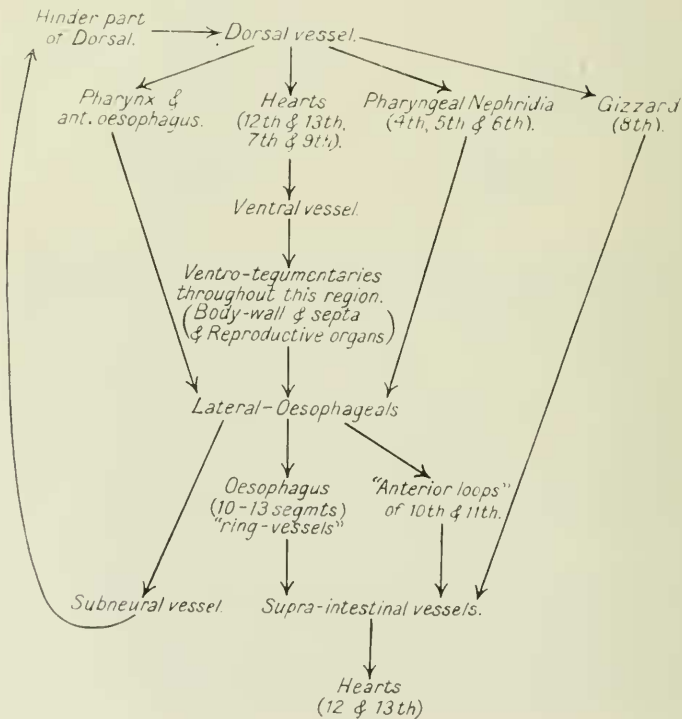 Hinder part
of Dorsal.
Dorsal vessel.
Pharynx &
ant. oesophagus.
Hearts
(12th & 13th,
7th & 9th).
Pharyngeal Nephridia
(4th, 5th & 6th).
Gizzard
(8th).
Ventral vessel.
Ventro-tegumentaries
throughout this region.
(Body-wall & septa
& Reproductive organs)
Lateral-Oesophageals
Oesophagus
(10-13 segmts)
"ring-vessels"
"Anterior loops"
of 10th & 11th.
Subneural vessel.
Supra-intestinal vessels.
Hearts
(12 & 13th)